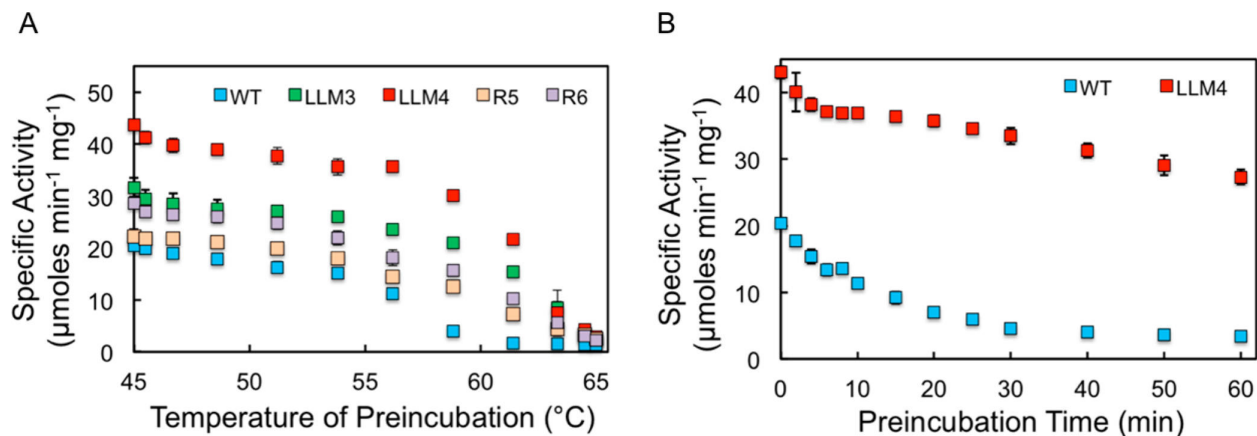 A
WT LLM3 LLM4 R5 R6
50
40
30
20
10
0
45 50 55 60 65
Specific Activity
(µmoles min-1 mg-1)
Temperature of Preincubation (°C)
B
WT LLM4
40
30
20
10
0
0 10 20 30 40 50 60
Specific Activity
(µmoles min-1 mg-1)
Preincubation Time (min)